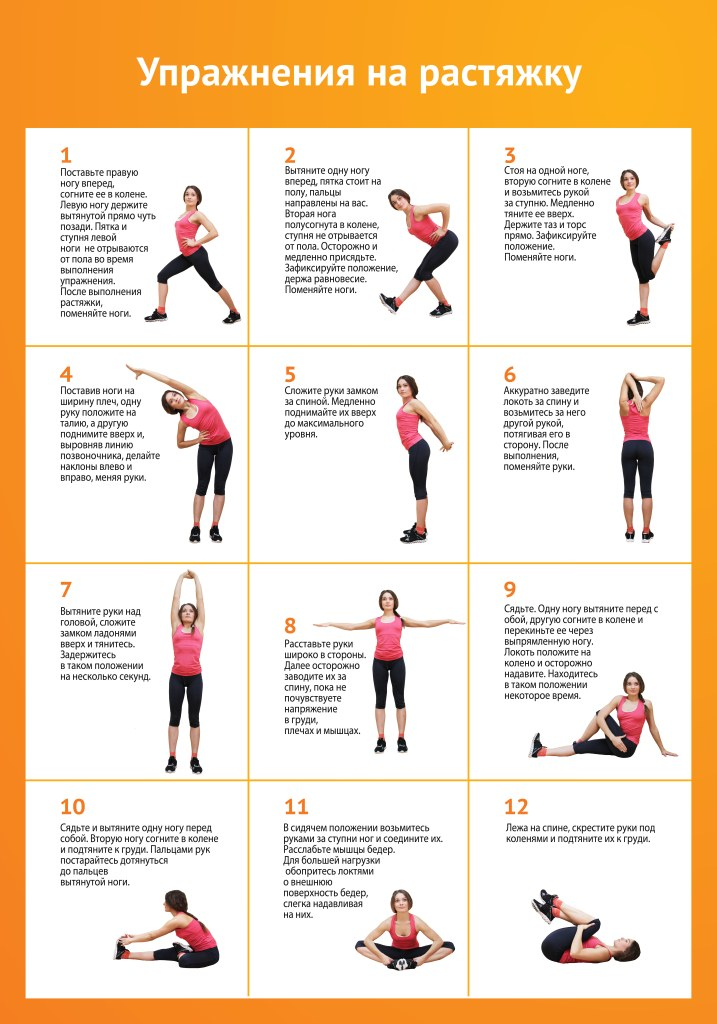 Упражнения на растяжку
1
Поставьте правую
ногу вперед,
согните ее в колене.
Левую ногу держите
вытянутой прямо чуть
позади. Пятка и
ступня левой
ноги не отрываются
от пола во время
выполнения
упражнения.
После выполнения
растяжки,
поменяйте ноги.
2
Вытяните одну ногу
вперед, пятка стоит на
полу, пальцы
направлены на вас.
Вторая нога
полусогнута в колене,
ступня не отрывается
от пола. Осторожно и
медленно присядьте.
Зафиксируйте положение,
держа равновесие.
Поменяйте ноги.
3
Стоя на одной ноге,
вторую согните в колене
и возьмитесь рукой
за ступню. Медленно
тяните ее вверх.
Держите таз и торс
прямо. Зафиксируйте
положение.
Поменяйте ноги.
4
Поставив ноги на
ширину плеч, одну
руку положите на
талию, а другую
поднимите вверх и,
выровняв линию
позвоночника, делайте
наклоны влево и
вправо, меняя руки.
5
Сложите руки замком
за спиной. Медленно
поднимайте их вверх
до максимального
уровня.
6
Аккуратно заведите
локоть за спину и
возьмитесь за него
другой рукой,
потягивая его в
сторону. После
выполнения,
поменяйте руки.
7
Вытяните руки над
головой, сложите
замком ладонями
вверх и тянитесь.
Задержитесь
в таком положении
на несколько секунд.
8
Расставьте руки
широко в стороны.
Далее осторожно
заводите их за
спину, пока не
почувствуете
напряжение
в груди,
плечах и мышцах.
9
Сядьте. Одну ногу вытяните перед с
обой, другую согните в колене и
перекиньте ее через
выпрямленную ногу.
Локоть положите на
колено и осторожно
надавите. Находитесь
в таком положении
некоторое время.
10
Сядьте и вытяните одну ногу перед
собой. Вторую ногу согните в колене
и подтяните к груди. Пальцами рук
постарайтесь дотянуться
до пальцев
вытянутой ноги.
11
В сидячем положении возьмитесь
руками за ступни ног и соедините их.
Расслабьте мышцы бедер.
Для большей нагрузки
обопритесь локтями
о внешнюю
поверхность бедер,
слегка надавливая
на них.
12
Лежа на спине, скрестите руки под
коленями и подтяните их к груди.